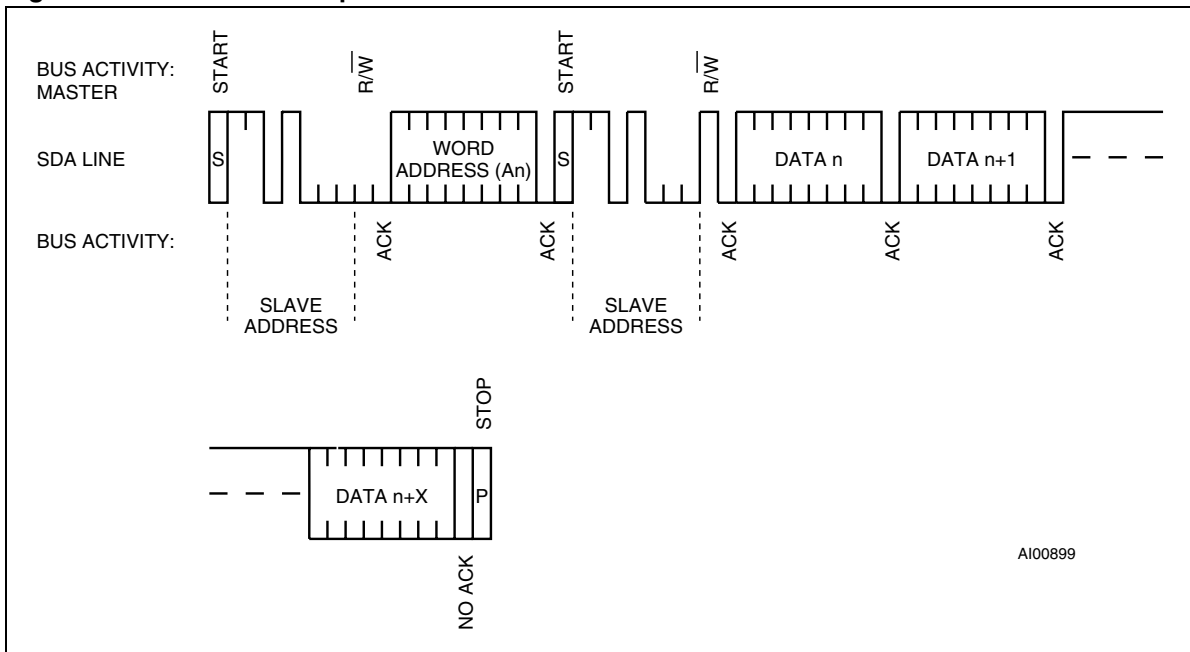 START
R/W
START
R/W
BUS ACTIVITY:
MASTER
SDA LINE
S
WORD
ADDRESS (An)
S
DATA n
DATA n+1
BUS ACTIVITY:
ACK
ACK
ACK
ACK
ACK
SLAVE
ADDRESS
SLAVE
ADDRESS
STOP
DATA n+X
P
NO ACK
AI00899